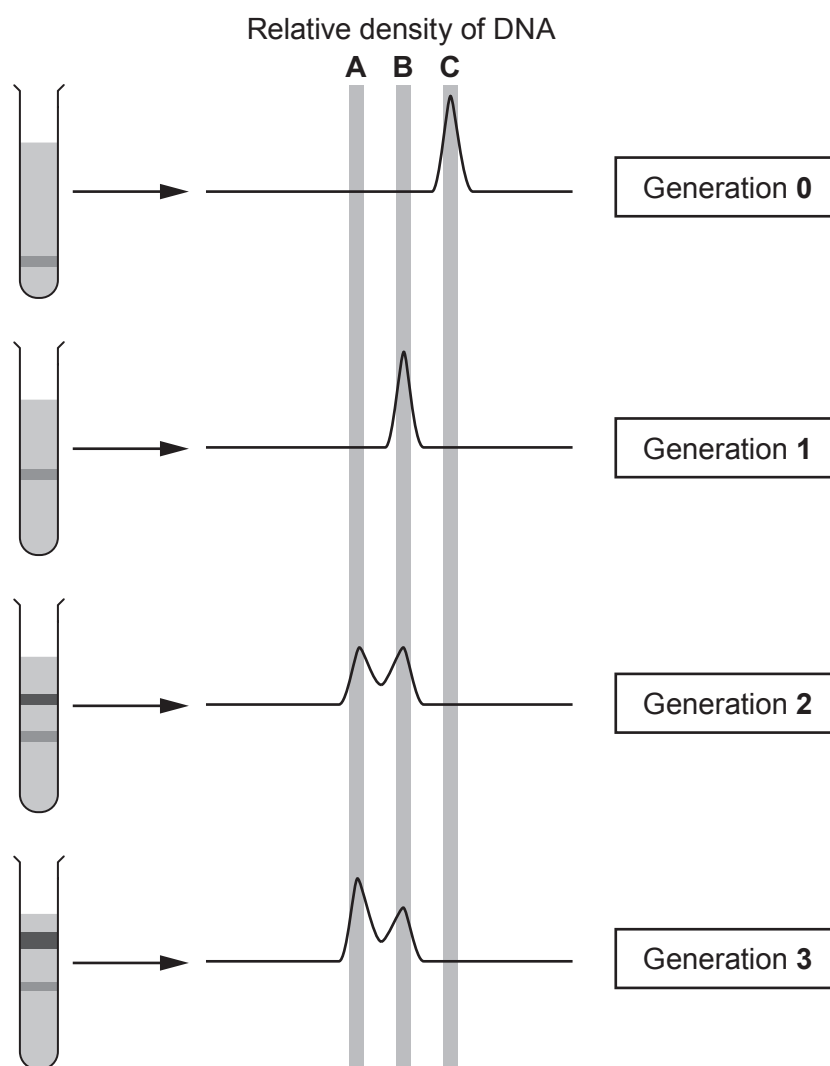 Relative density of DNA
A B C
Generation 0
Generation 1
Generation 2
Generation 3